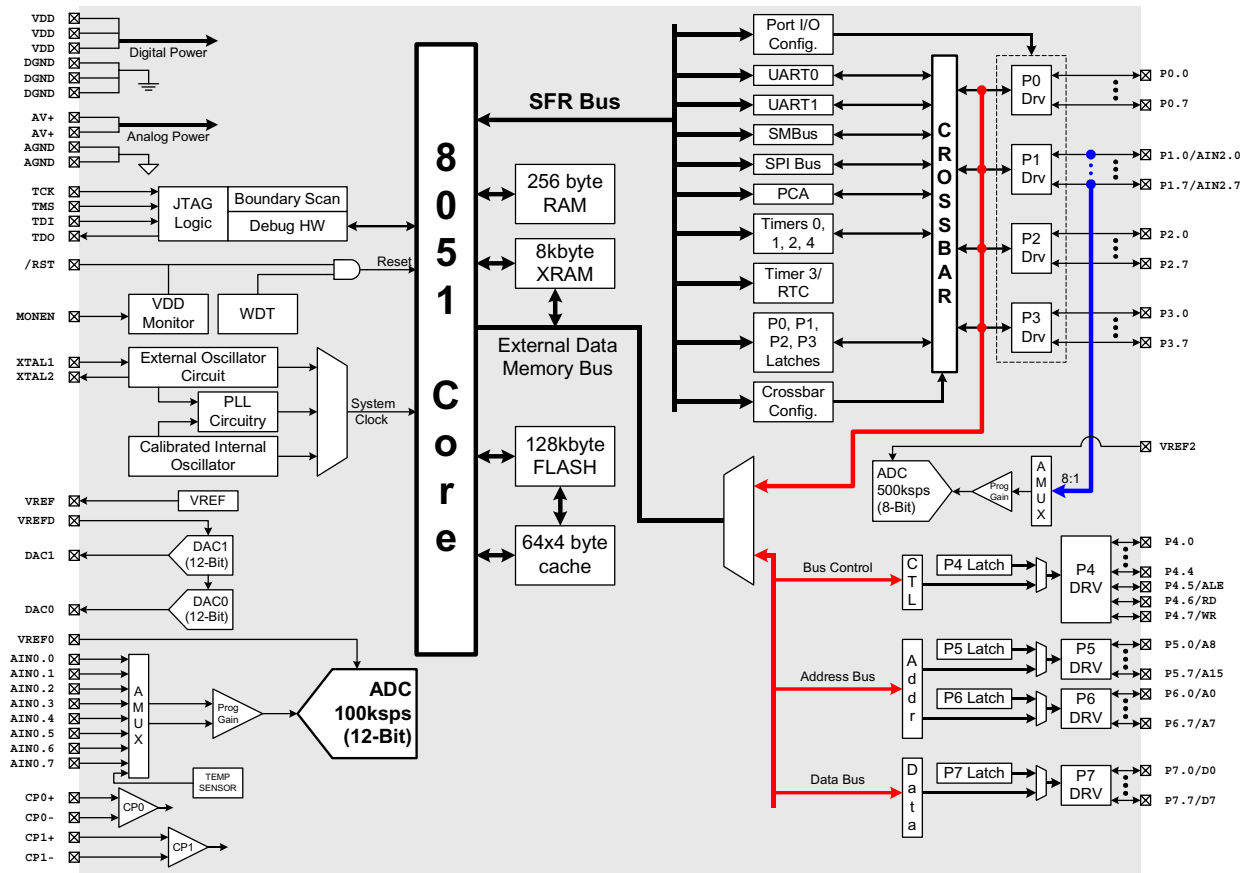 VDD
VDD
VDD
Digital Power
DGND
DGND
DGND
AV+
AV+
Analog Power
AGND
AGND
TCK
TMS
TDI
TDO
JTAG
Logic
Boundary Scan
Debug HW
/RST
Reset
MONEN
VDD
Monitor
WDT
XTAL1
XTAL2
External Oscillator
Circuit
PLL
Circuitry
Calibrated Internal
Oscillator
System
Clock
VREF
VREF
VREFD
DAC1
DAC1
(12-Bit)
DAC0
DAC0
(12-Bit)
VREF0
AIN0.0
AIN0.1
AIN0.2
AIN0.3
AIN0.4
AIN0.5
AIN0.6
AIN0.7
AMUX
Prog
Gain
ADC
100ksps
(12-Bit)
TEMP
SENSOR
CP0+
CP0-
CP0
CP1+
CP1-
CP1
8051 Core
SFR Bus
256 byte
RAM
8kbyte
XRAM
External Data
Memory Bus
128kbyte
FLASH
64x4 byte
cache
Port I/O
Config.
UART0
UART1
SMBus
SPI Bus
PCA
Timers 0,
1, 2, 4
Timer 3/
RTC
P0, P1,
P2, P3
Latches
Crossbar
Config.
CROSSBAR
P0
Drv
P1
Drv
P2
Drv
P3
Drv
P0.0
P0.7
P1.0/AIN2.0
P1.7/AIN2.7
P2.0
P2.7
P3.0
P3.7
VREF2
ADC
500ksps
(8-Bit)
Prog
Gain
AMUX
8:1
Bus Control
CTL
P4 Latch
P4
DRV
P4.0
P4.4
P4.5/ALE
P4.6/RD
P4.7/WR
Address Bus
Addr
P5 Latch
P5
DRV
P5.0/A8
P5.7/A15
P6 Latch
P6
DRV
P6.0/A0
P6.7/A7
Data Bus
Data
P7 Latch
P7
DRV
P7.0/D0
P7.7/D7